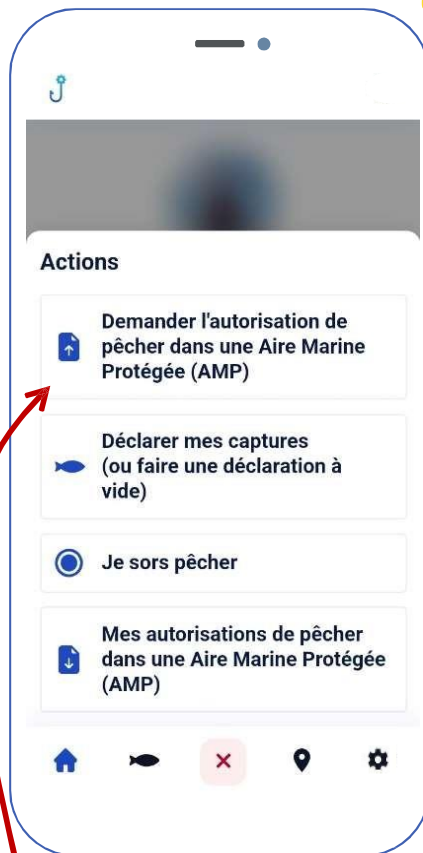 Actions
Demander l'autorisation de
pêcher dans une Aire Marine
Protégée (AMP)
Déclarer mes captures
(ou faire une déclaration à
vide)
Je sors pêcher
Mes autorisations de pêcher
dans une Aire Marine Protégée
(AMP)